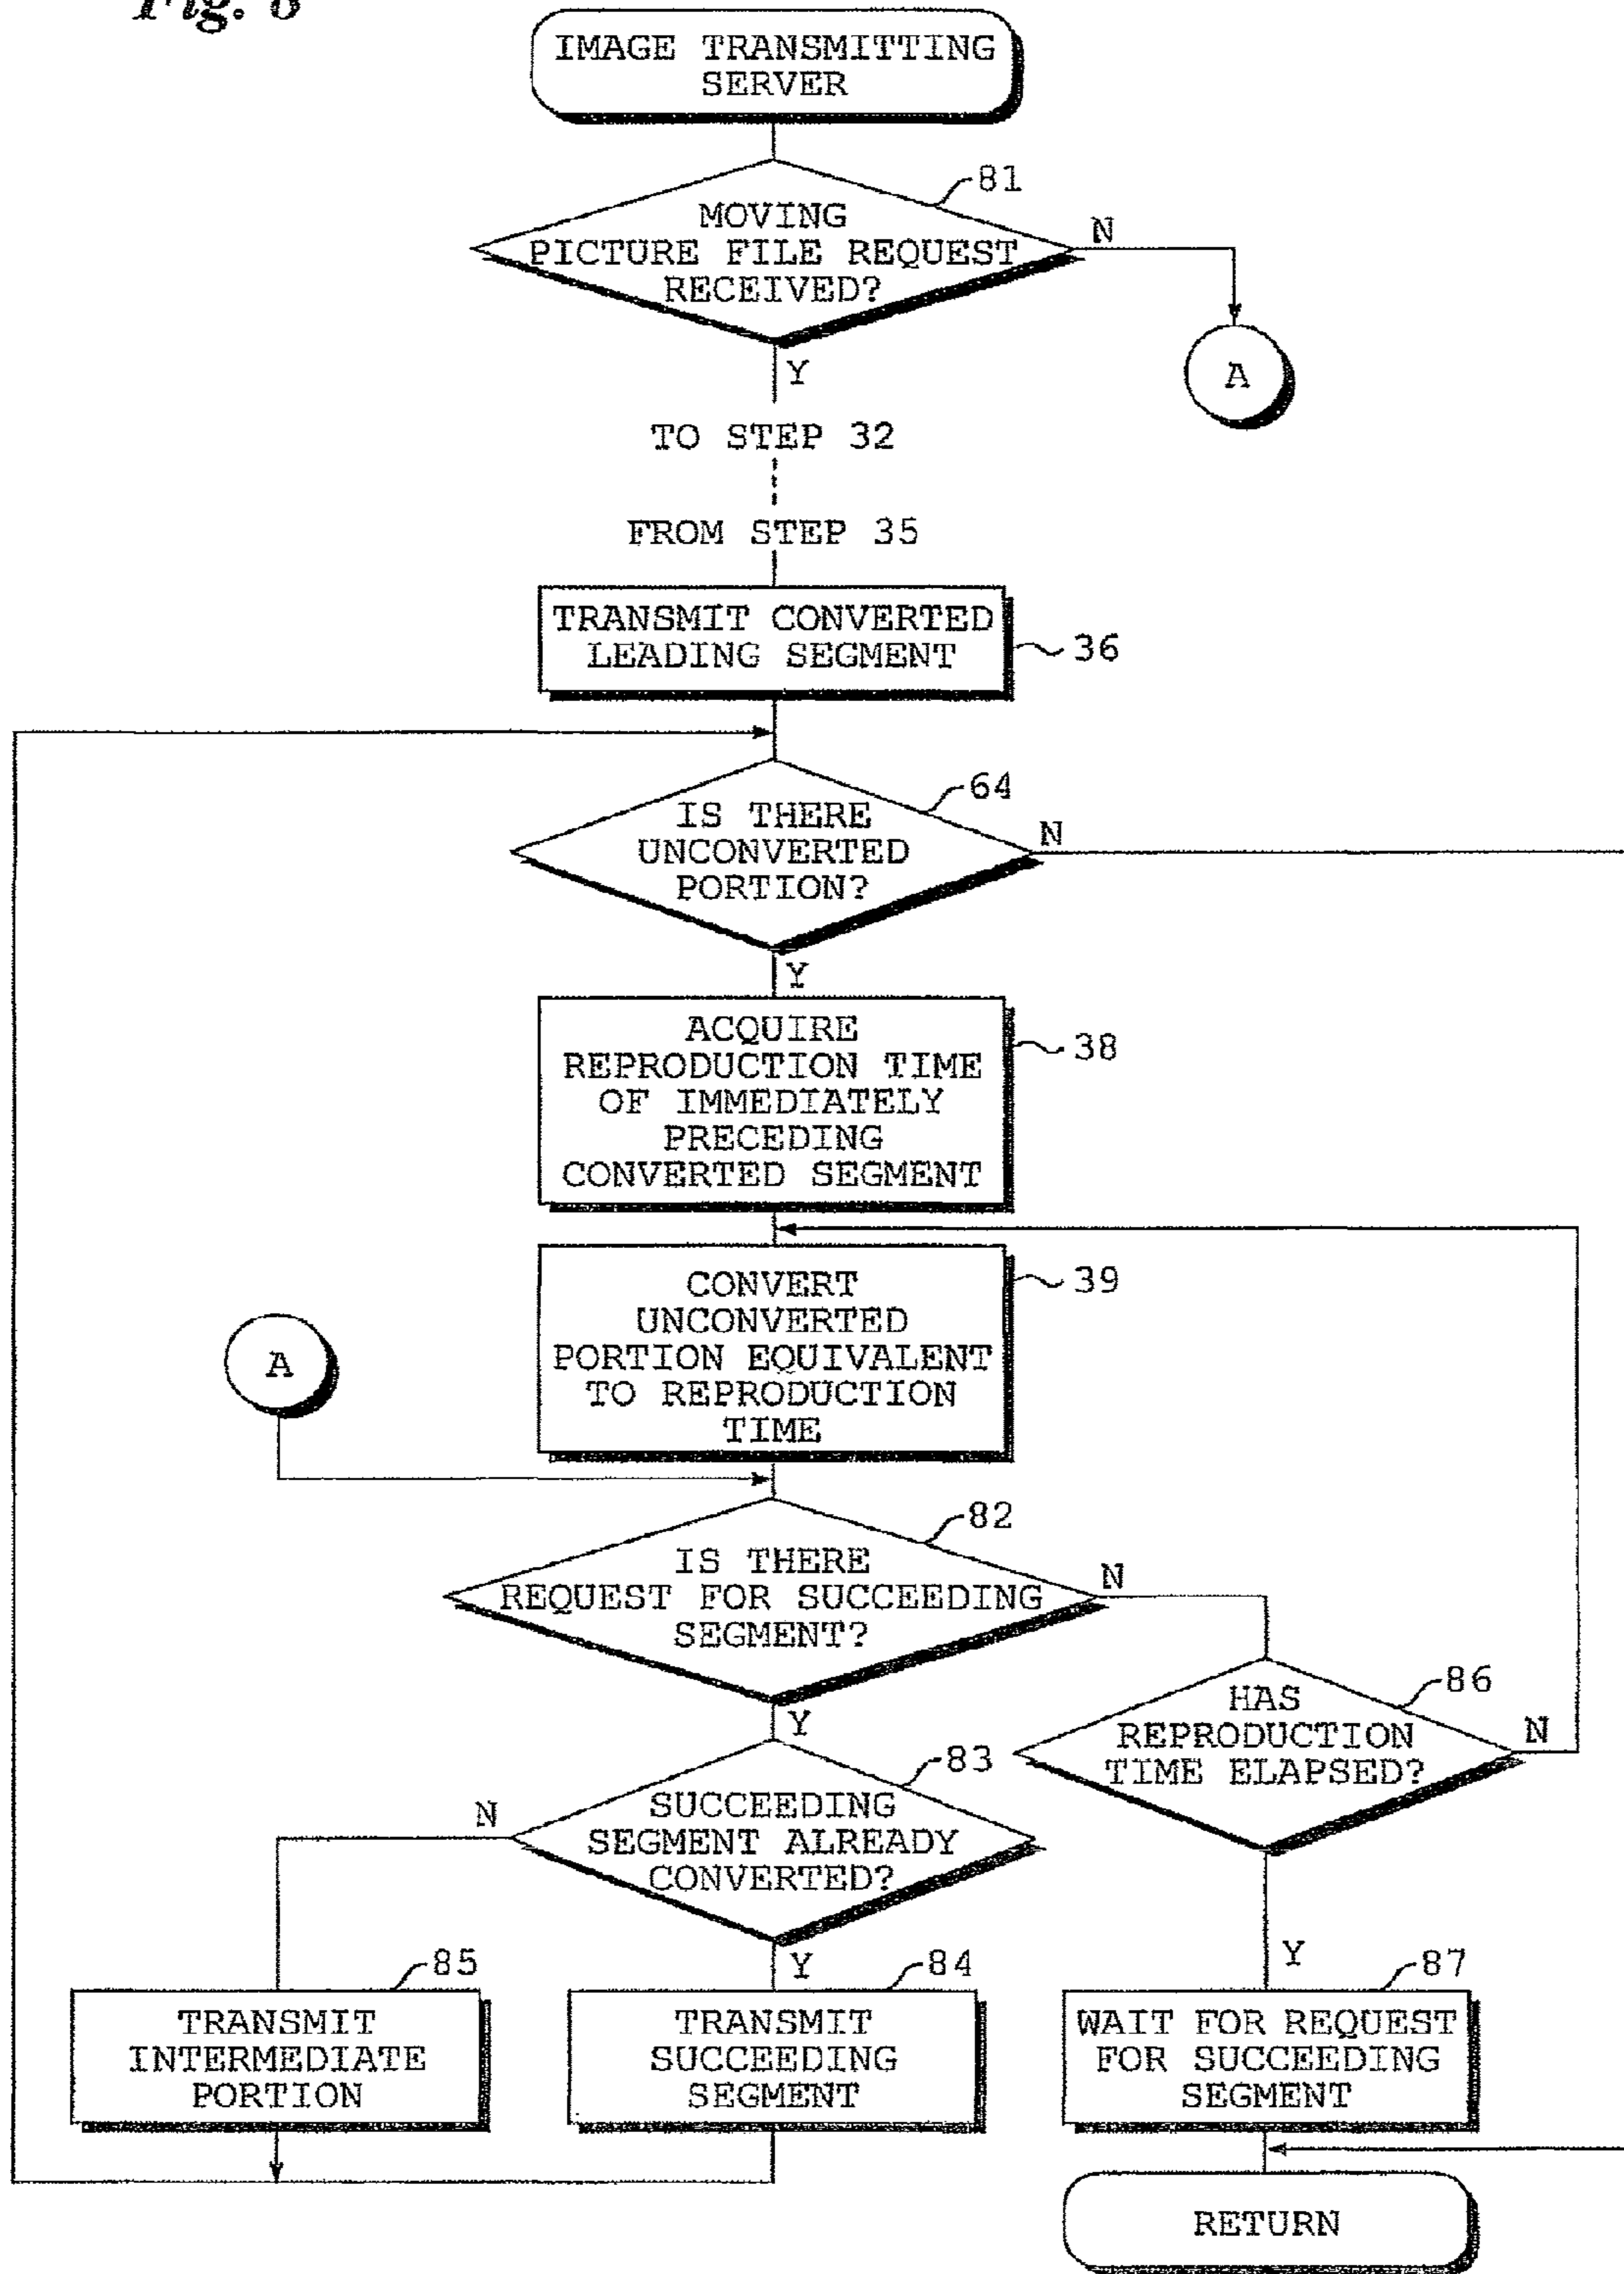 Fig.
IMAGE TRANSMITTING
SERVER
81
MOVING
PICTURE FILE REQUEST
RECEIVED?
N
A
Y
TO STEP 32
FROM STEP 35
TRANSMIT CONVERTED
LEADING SEGMENT
36
64
IS THERE
UNCONVERTED
PORTION?
N
Y
ACQUIRE
REPRODUCTION TIME
OF IMMEDIATELY
PRECEDING
CONVERTED SEGMENT
38
CONVERT
UNCONVERTED
PORTION EQUIVALENT
TO REPRODUCTION
TIME
39
A
82
IS THERE
REQUEST FOR SUCCEEDING
SEGMENT?
N
Y
86
HAS
REPRODUCTION
TIME ELAPSED?
N
Y
83
SUCCEEDING
SEGMENT ALREADY
CONVERTED?
N
Y
85
TRANSMIT
INTERMEDIATE
PORTION
84
TRANSMIT
SUCCEEDING
SEGMENT
87
WAIT FOR REQUEST
FOR SUCCEEDING
SEGMENT
RETURN